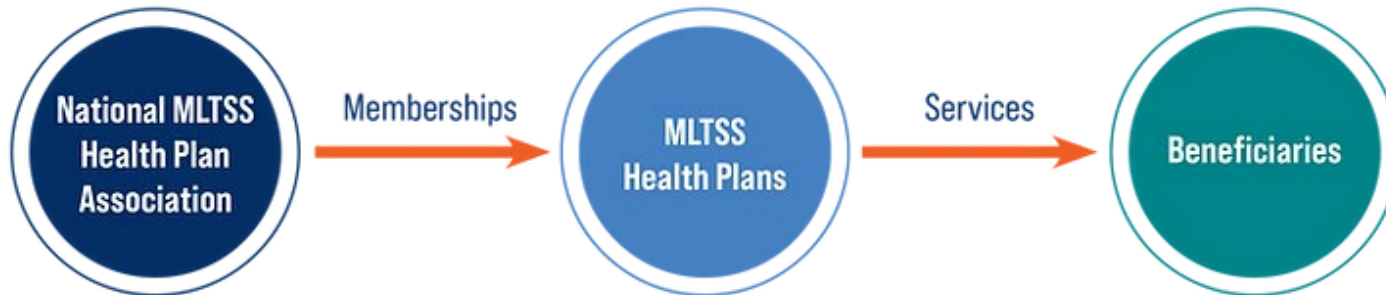 National MLTSS
Health Plan
Association
Memberships
MLTSS
Health Plans
Services
Beneficiaries